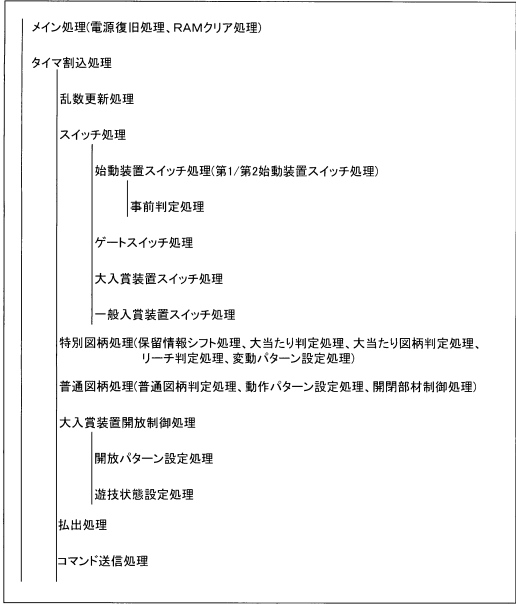 メイン処理(電源復旧処理、RAMクリア処理)
タイマ割込処理
乱数更新処理
スイッチ処理
始動装置スイッチ処理(第1/第2始動装置スイッチ処理)
事前判定処理
ゲートスイッチ処理
大入賞装置スイッチ処理
一般入賞装置スイッチ処理
特別図柄処理(保留情報シフト処理、大当たり判定処理、大当たり図柄判定処理、
リーチ判定処理、変動パターン設定処理)
普通図柄処理(普通図柄判定処理、動作パターン設定処理、開閉部材制御処理)
大入賞装置開放制御処理
開放パターン設定処理
遊技状態設定処理
払出処理
コマンド送信処理